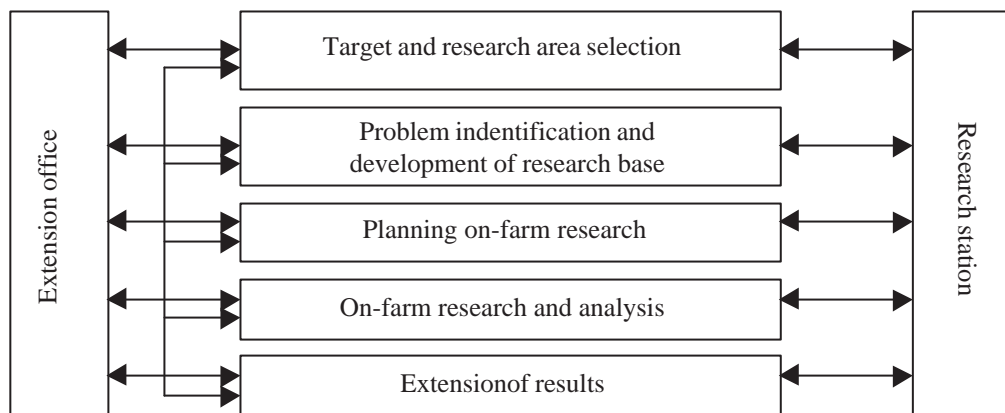 Extension office
Target and research area selection
Problem indentification and
development of research base
Planning on-farm research
On-farm research and analysis
Extensionof results
Research station